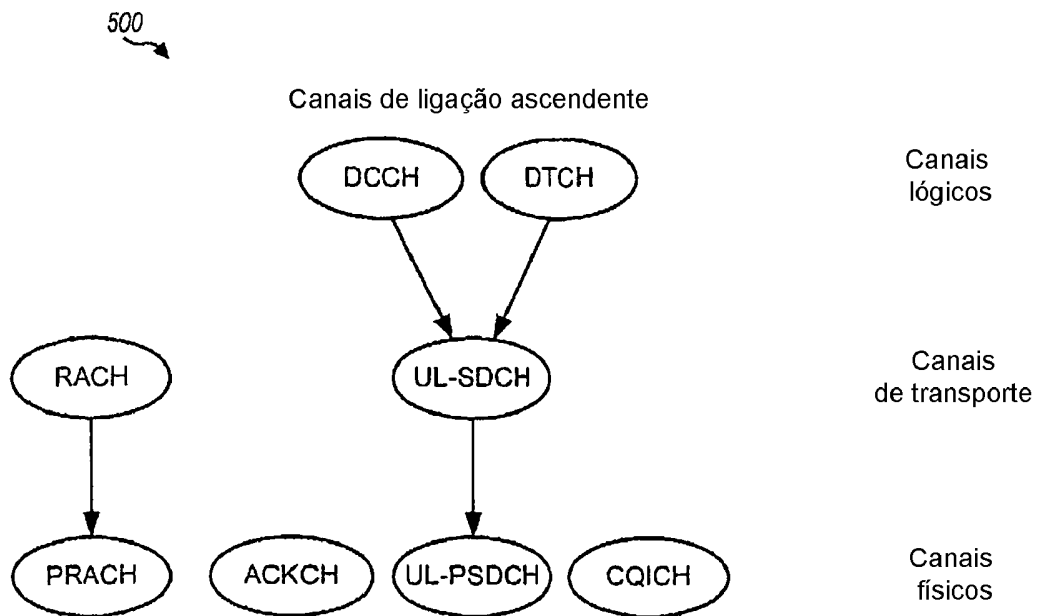 500
Canais de ligação ascendente
DCCH
DTCH
Canais
lógicos
RACH
UL-SDCH
Canais
de transporte
PRACH
ACKCH
UL-PSDCH
CQICH
Canais
físicos